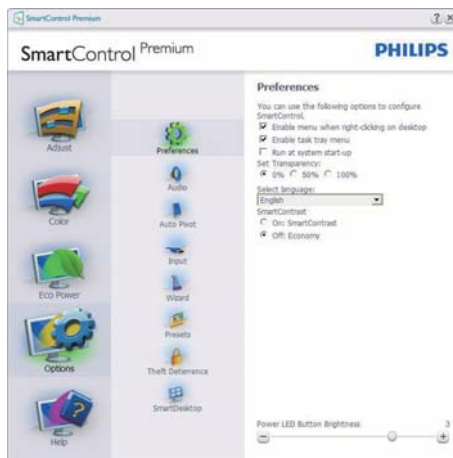 SmartControl Premium
SmartControl Premium
PHILIPS
Adjust
Color
Eco Power
Options
Help
Preferences
Audio
Auto Pivot
Input
Wizard
Presets
Theft Deterrence
SmartDesktop
Preferences
You can use the following options to configure
SmartControl.
Enable menu when right-clicking on desktop
Enable task tray menu
Run at system start-up
Set Transparency:
0% 50% 100%
Select language:
English
SmartContrast
On: SmartContrast
Off: Economy
Power LED Button Brightness 3